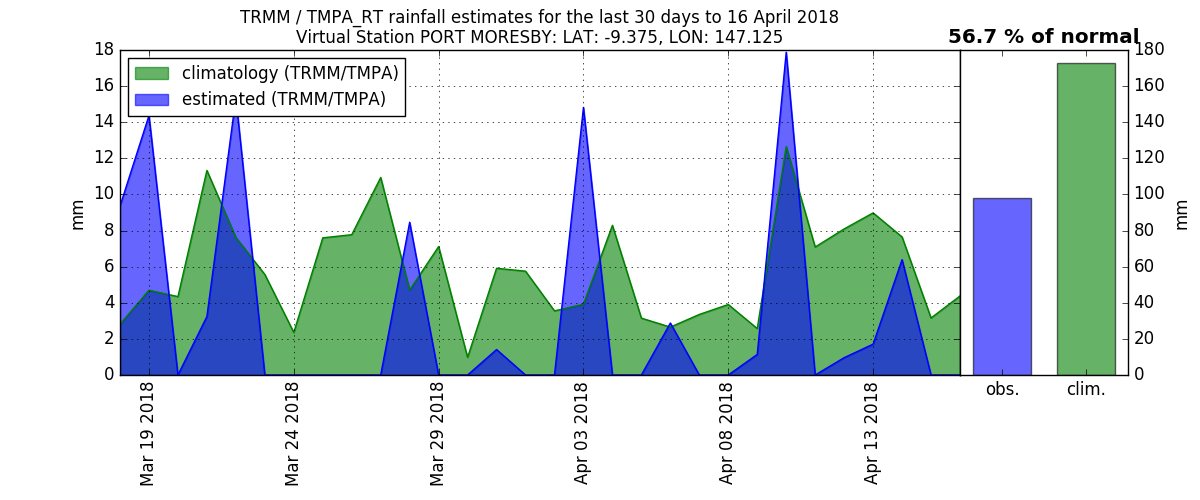 TRMM / TMPA_RT rainfall estimates for the last 30 days to 16 April 2018
Virtual Station PORT MORESBY: LAT: -9.375, LON: 147.125
56.7 % of normal
climatology (TRMM/TMPA)
estimated (TRMM/TMPA)
mm
18
16
14
12
10
8
6
4
2
0
Mar 19 2018
Mar 24 2018
Mar 29 2018
Apr 03 2018
Apr 08 2018
Apr 13 2018
obs.
clim.
180
160
140
120
100
80
60
40
20
0
mm